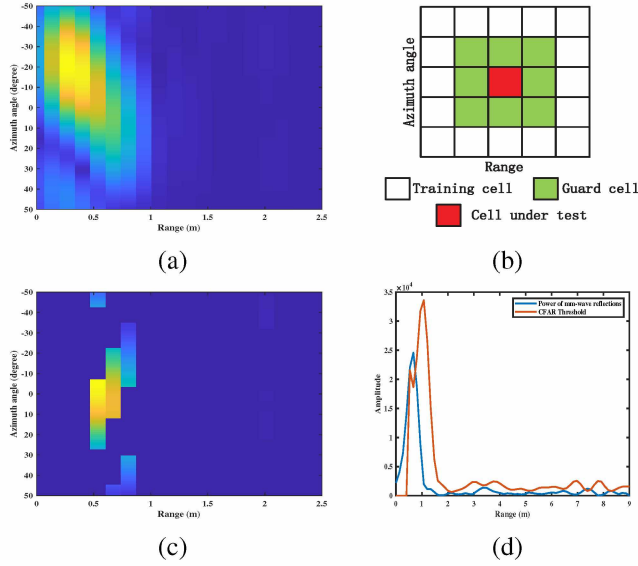 -50
-40
-30
-20
-10
0
10
20
30
40
50
Azimuth angle (degree)
0 0.5 1 1.5 2 2.5
Range (m)
(a)
Azimuth angle
Range
Training cell Guard cell
Cell under test
(b)
-50
-40
-30
-20
-10
0
10
20
30
40
50
Azimuth angle (degree)
0 0.5 1 1.5 2 2.5
Range (m)
(c)
×10⁴
3.5
3
2.5
2
1.5
1
0.5
0
Amplitude
Power of mm-wave reflections
CFAR Threshold
0 1 2 3 4 5 6 7 8 9
Range (m)
(d)